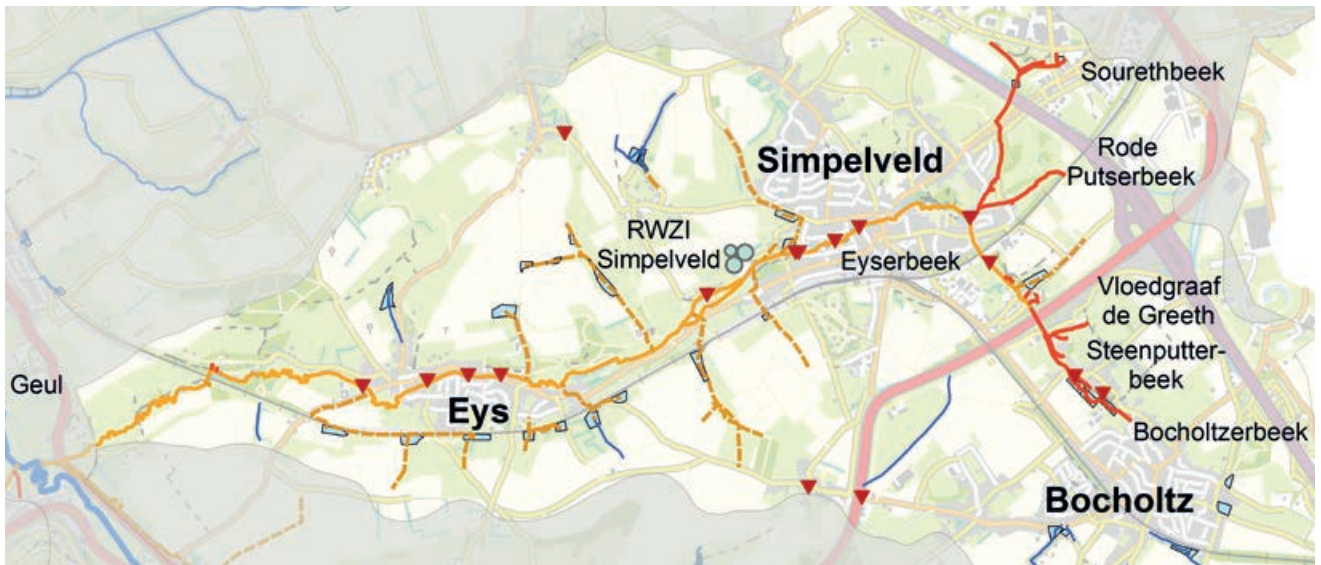 Sourethbeek
Simpelveld
Rode
Putserbeek
RWZI
Simpelveld
Eyserbeek
Vloedgraaf
de Greeth
Steenputter-
beek
Geul
Eys
Bocholtzerbeek
Bocholtz